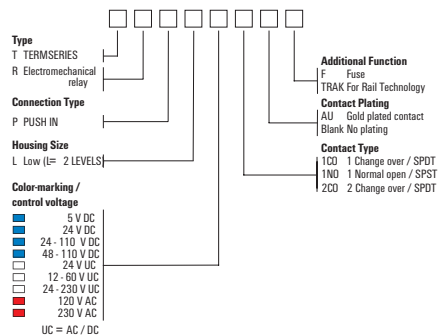 Type
T TERMSERIES
R Electromechanical
relay
Connection Type
P PUSH IN
Housing Size
L Low (L= 2 LEVELS)
Color-marking /
control voltage
5 V DC
24 V DC
24 - 110 V DC
48 - 110 V DC
24 V UC
12 - 60 V UC
24 - 230 V UC
120 V AC
230 V AC
UC = AC / DC
Additional Function
F Fuse
TRAK For Rail Technology
Contact Plating
AU Gold plated contact
Blank No plating
Contact Type
1CO 1 Change over / SPDT
1NO 1 Normal open / SPST
2CO 2 Change over / SPDT